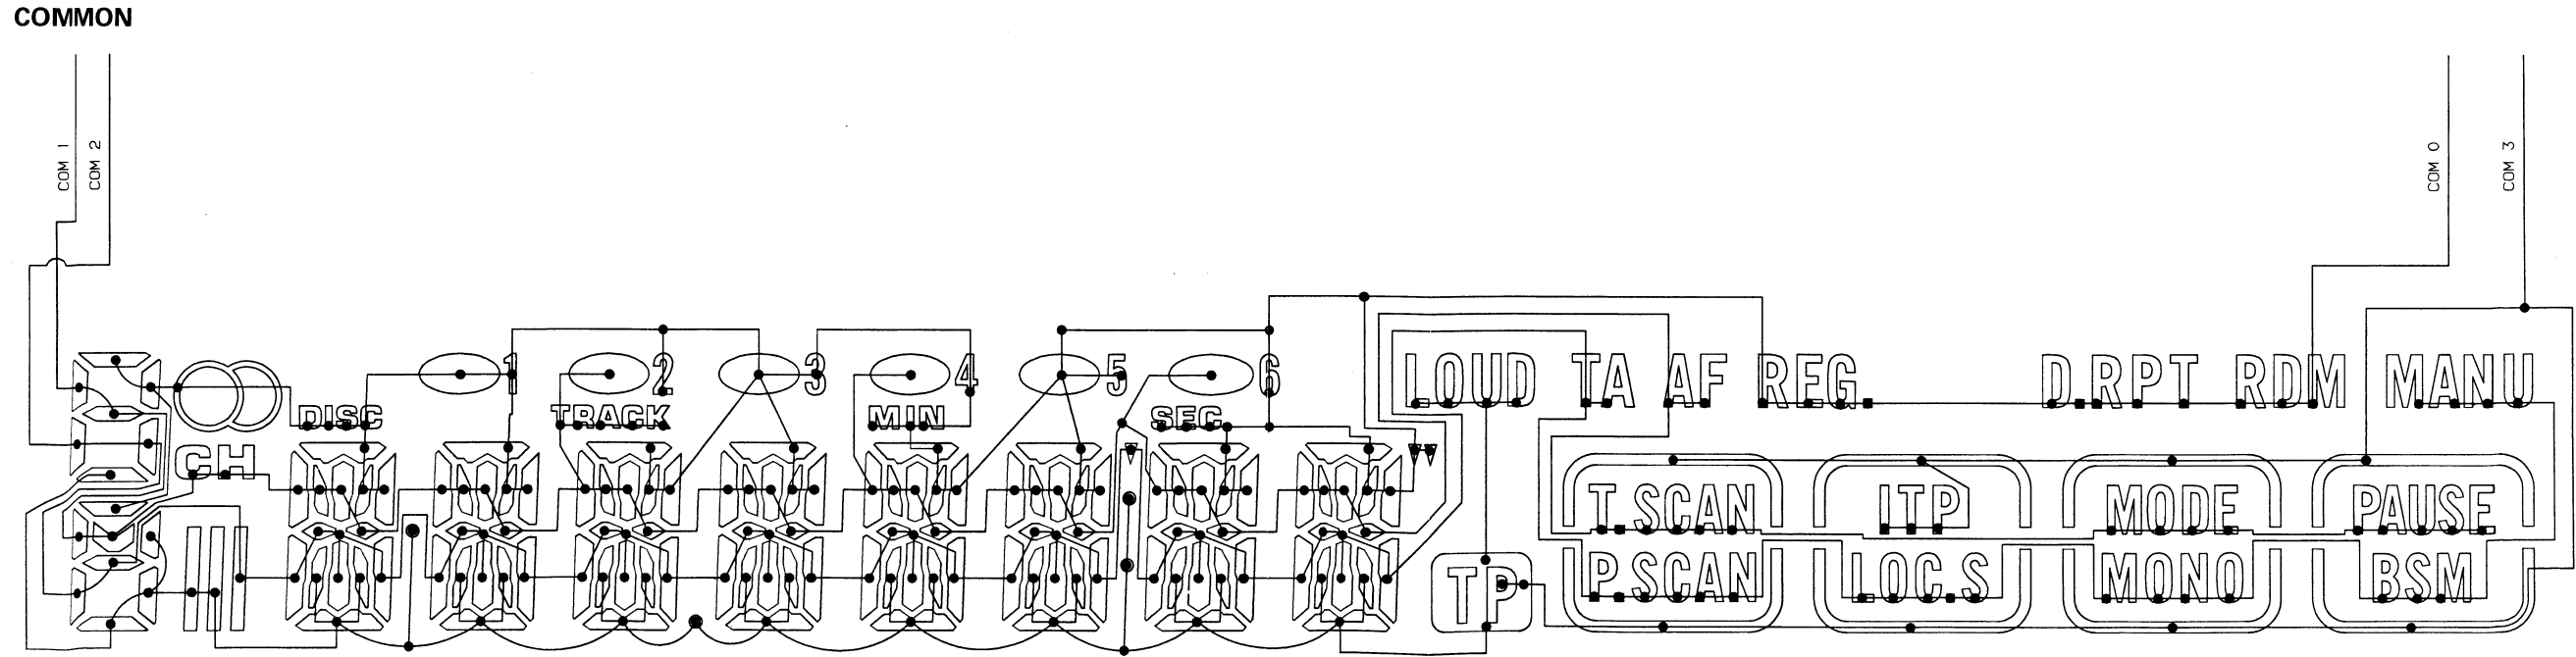 COMMON
COM 1
COM 2
COM 0
COM 3
1 2 3 4 5 6 LOUD TA AF REG D.RPT RDM MANU
DISC TRACK MIN SEC
CH
T.SCAN ITP MODE PAUSE
TP P.SCAN LOC.S MONO BSM